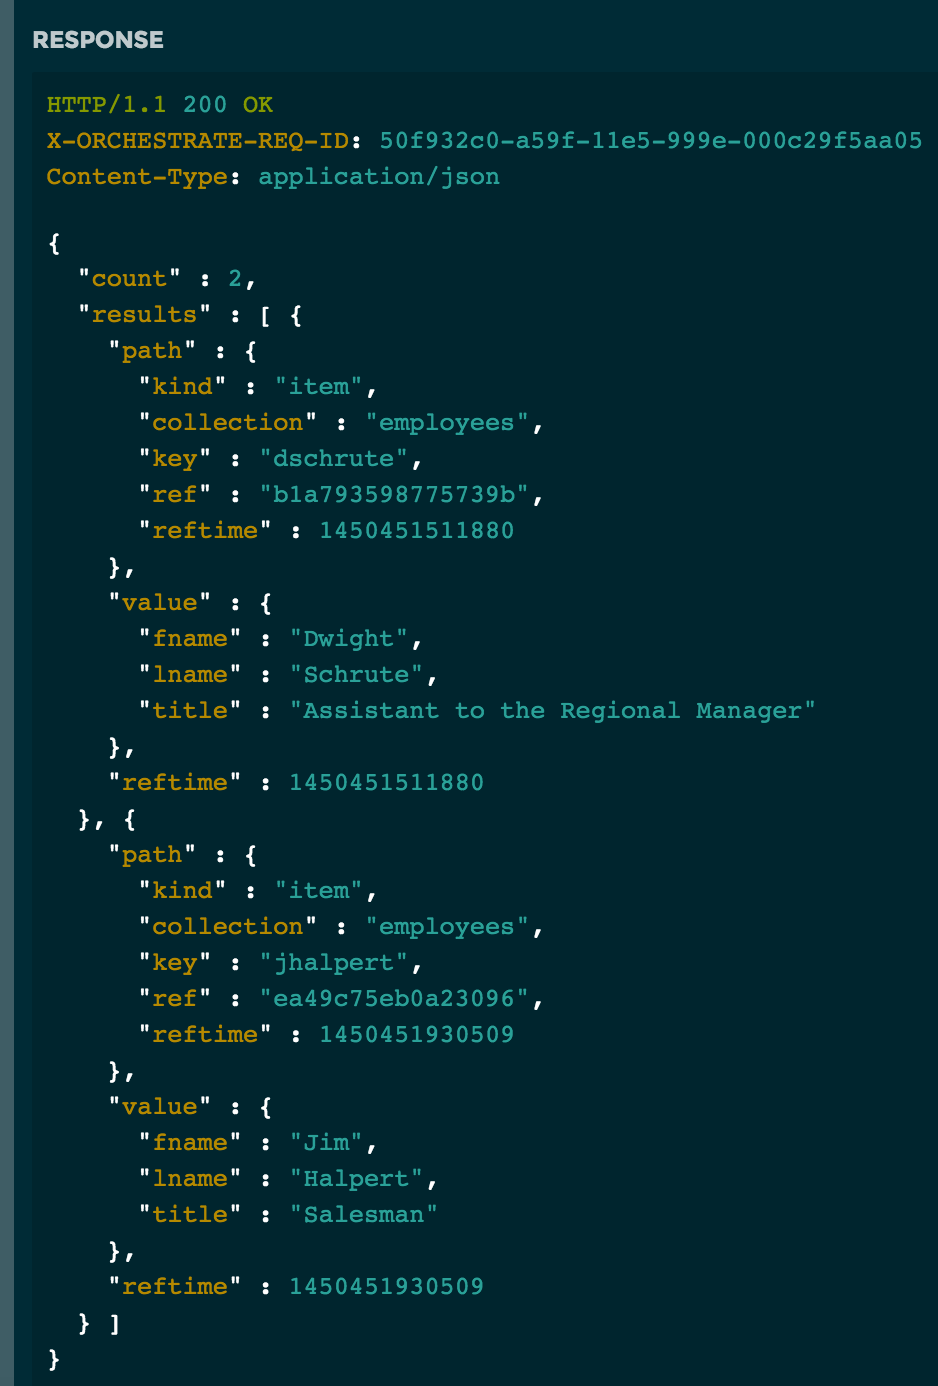 RESPONSE
HTTP/1.1 200 OK
X-ORCHESTRATE-REQ-ID: 50f932c0-a59f-11e5-999e-000c29f5aa05
Content-Type: application/json
{
  "count" : 2,
  "results" : [ {
    "path" : {
      "kind" : "item",
      "collection" : "employees",
      "key" : "dschrute",
      "ref" : "b1a793598775739b",
      "reftime" : 1450451511880
    },
    "value" : {
      "fname" : "Dwight",
      "lname" : "Schrute",
      "title" : "Assistant to the Regional Manager"
    },
    "reftime" : 1450451511880
  }, {
    "path" : {
      "kind" : "item",
      "collection" : "employees",
      "key" : "jhalpert",
      "ref" : "ea49c75eb0a23096",
      "reftime" : 1450451930509
    },
    "value" : {
      "fname" : "Jim",
      "lname" : "Halpert",
      "title" : "Salesman"
    },
    "reftime" : 1450451930509
  } ]
}